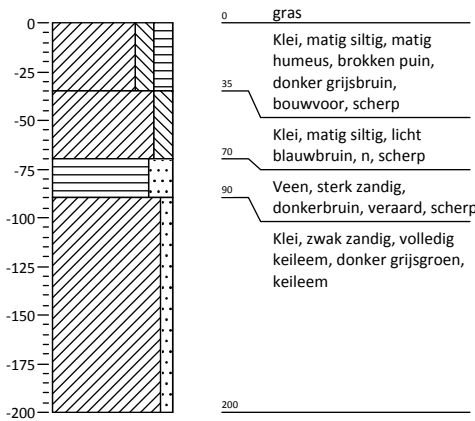 0
-25
-50
-75
-100
-125
-150
-175
-200
0 gras
Klei, matig siltig, matig
humeus, brokken puin,
donker grijsbruin,
35 bouwvoor, scherp
Klei, matig siltig, licht
70 blauwbruin, n, scherp
90 Veen, sterk zandig,
donkerbruin, veraard, scherp
Klei, zwak zandig, volledig
keileem, donker grijsgroen,
keileem
200